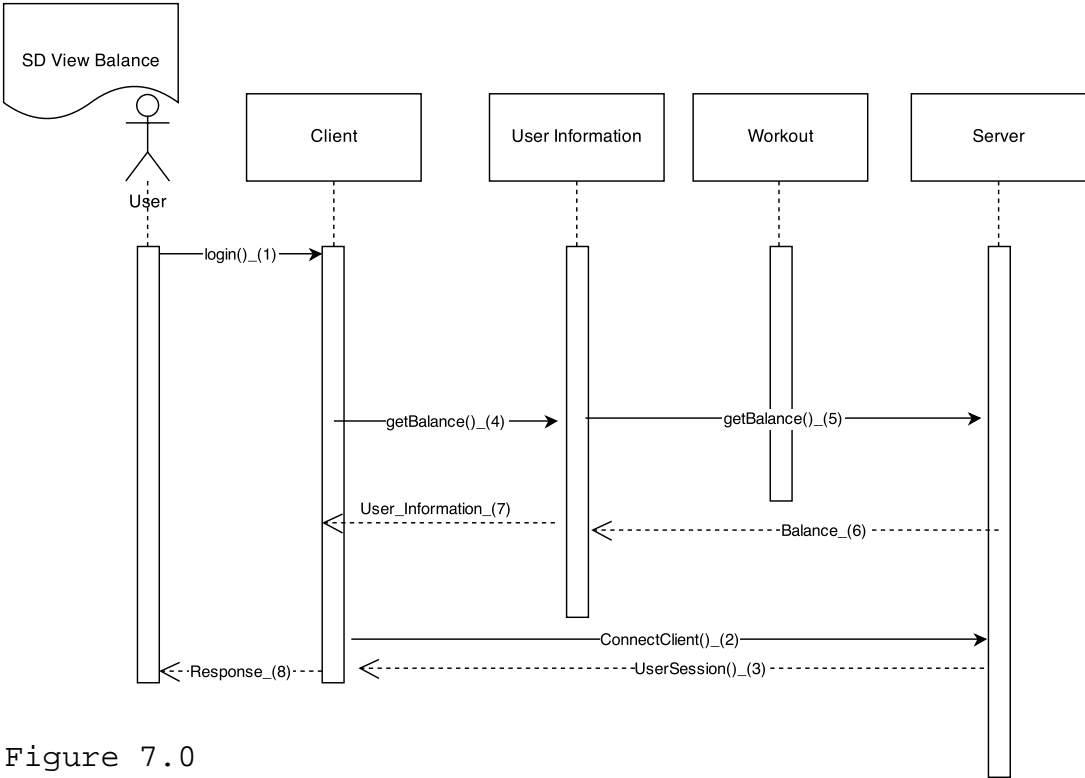 SD View Balance
Client
User Information
Workout
Server
User
login()_(1)
getBalance()_(4)
getBalance()_(5)
User_Information_(7)
Balance_(6)
ConnectClient()_(2)
UserSession()_(3)
Response_(8)
Figure 7.0